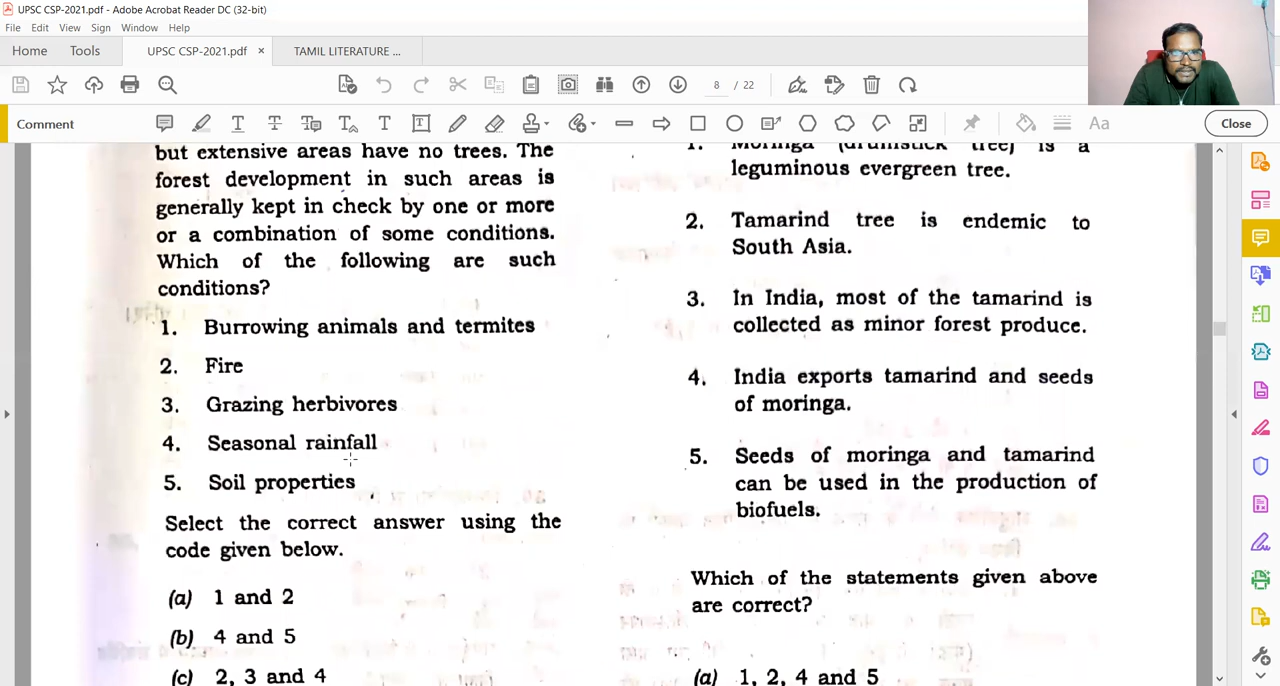 UPSC CSP-2021.pdf - Adobe Acrobat Reader DC (32-bit)
File Edit View Sign Window Help
Home Tools UPSC CSP-2021.pdf × TAMIL LITERATURE ...
8 / 22
Comment
Close
but extensive areas have no trees. The
forest development in such areas is
generally kept in check by one or more
or a combination of some conditions.
Which of the following are such
conditions?
1. Burrowing animals and termites
2. Fire
3. Grazing herbivores
4. Seasonal rainfall
5. Soil properties
Select the correct answer using the
code given below.
(a) 1 and 2
(b) 4 and 5
(c) 2, 3 and 4
1. Moringa (drumstick tree) is a
leguminous evergreen tree.
2. Tamarind tree is endemic to
South Asia.
3. In India, most of the tamarind is
collected as minor forest produce.
4. India exports tamarind and seeds
of moringa.
5. Seeds of moringa and tamarind
can be used in the production of
biofuels.
Which of the statements given above
are correct?
(a) 1, 2, 4 and 5